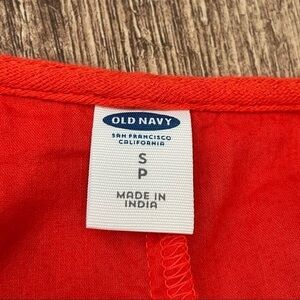 OLD NAVY
SAN FRANCISCO
CALIFORNIA
S
P
MADE IN
INDIA